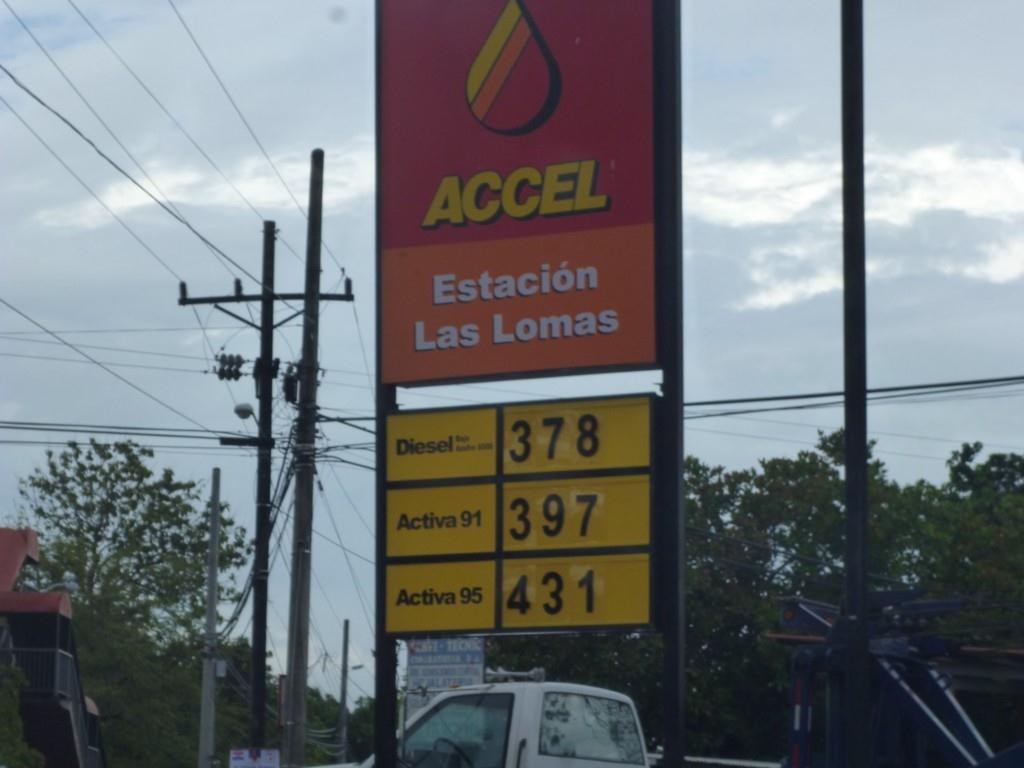 ACCEL
Estación
Las Lomas
Diesel 378
Activa 91 397
Activa 95 431